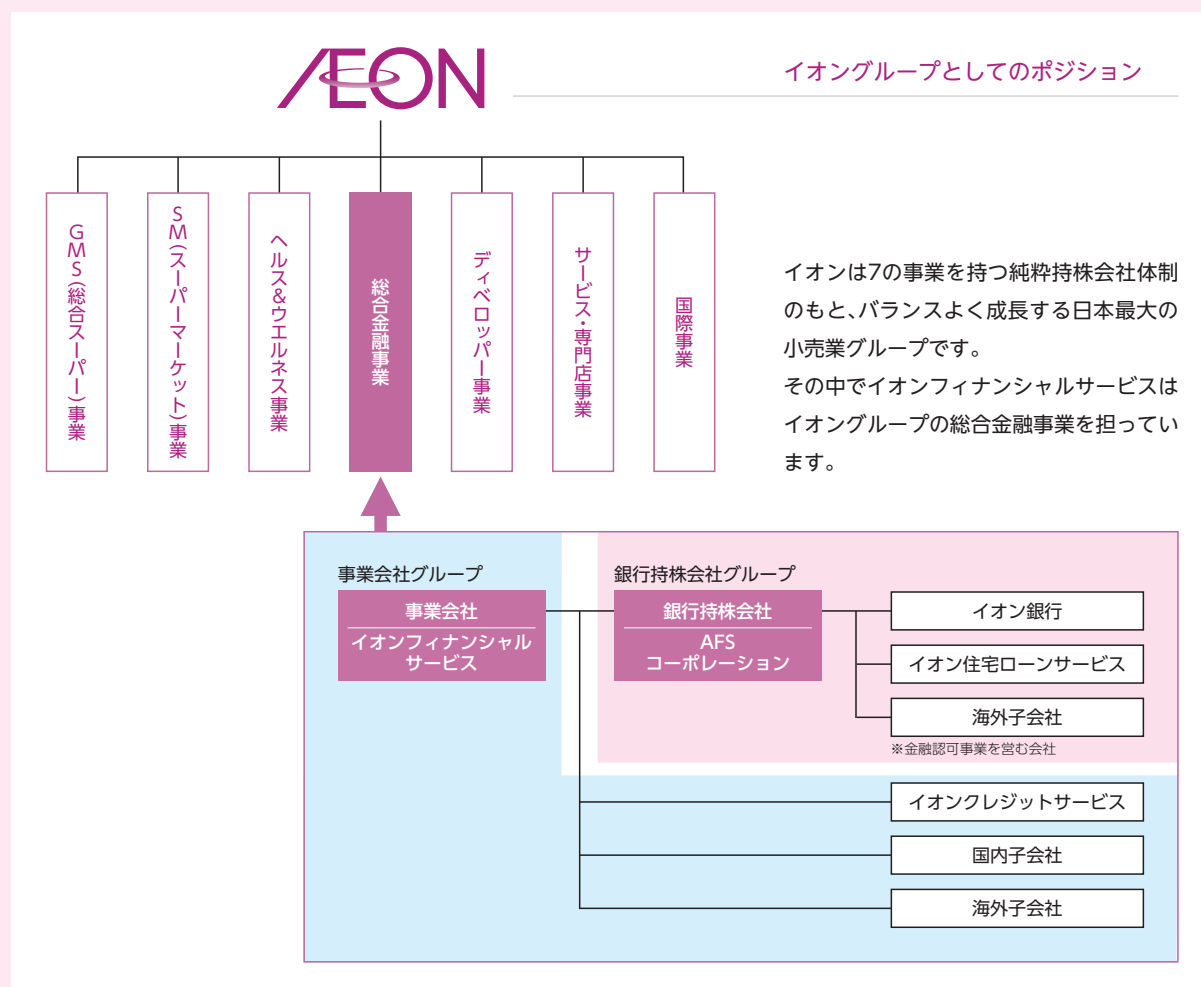 ÆON
イオングループとしてのポジション
GMS(総合スーパー)事業
SM(スーパーマーケット)事業
ヘルス&ウエルネス事業
総合金融事業
ディベロッパー事業
サービス・専門店事業
国際事業
イオンは7の事業を持つ純粋持株会社体制
のもと、バランスよく成長する日本最大の
小売業グループです。
その中でイオンフィナンシャルサービスは
イオングループの総合金融事業を担ってい
ます。
事業会社グループ
事業会社
イオンフィナンシャル
サービス
銀行持株会社グループ
銀行持株会社
AFS
コーポレーション
イオン銀行
イオン住宅ローンサービス
海外子会社
※金融認可事業を営む会社
イオンクレジットサービス
国内子会社
海外子会社